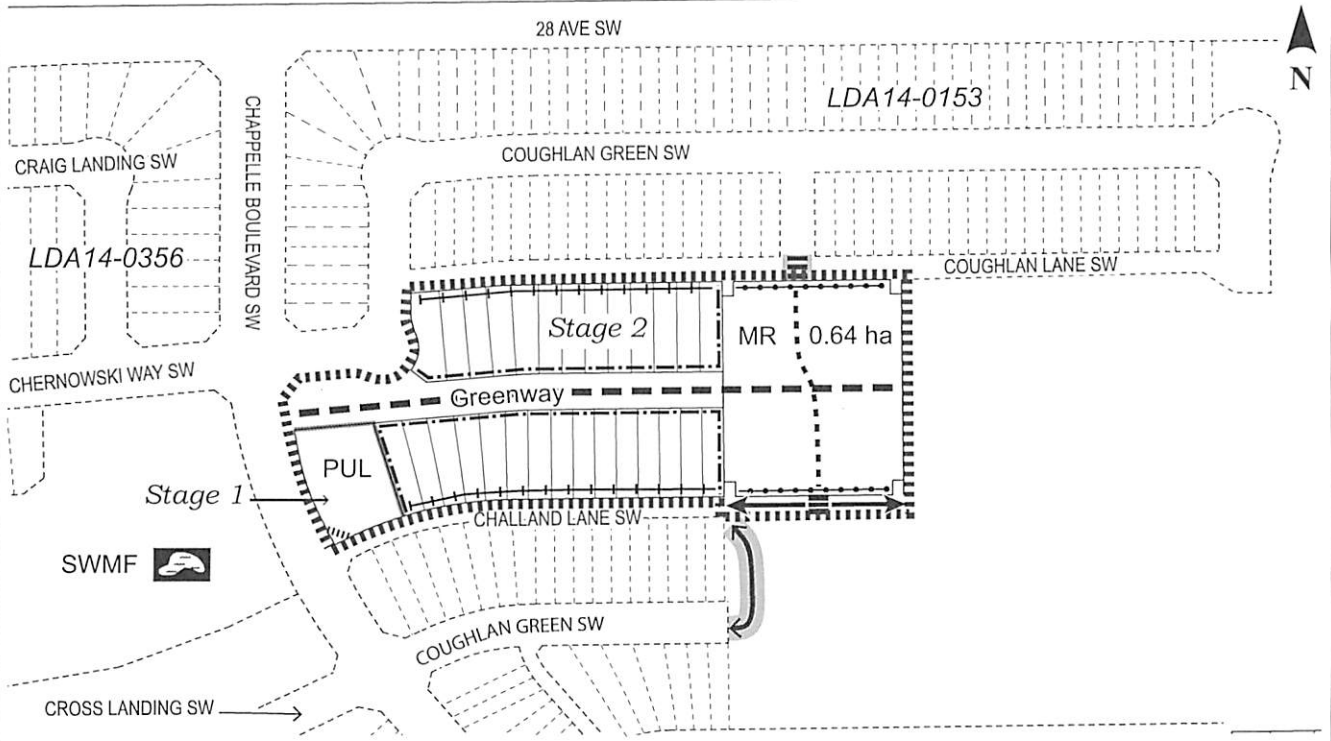 28 AVE SW
N
LDA14-0153
CHAPPELLE BOULEVARD SW
CRAIG LANDING SW
COUGHLAN GREEN SW
LDA14-0356
COUGHLAN LANE SW
Stage 2
MR 0.64 ha
CHERNOWSKI WAY SW
Greenway
PUL
Stage 1
CHALLAND LANE SW
SWMF
COUGHLAN GREEN SW
CROSS LANDING SW